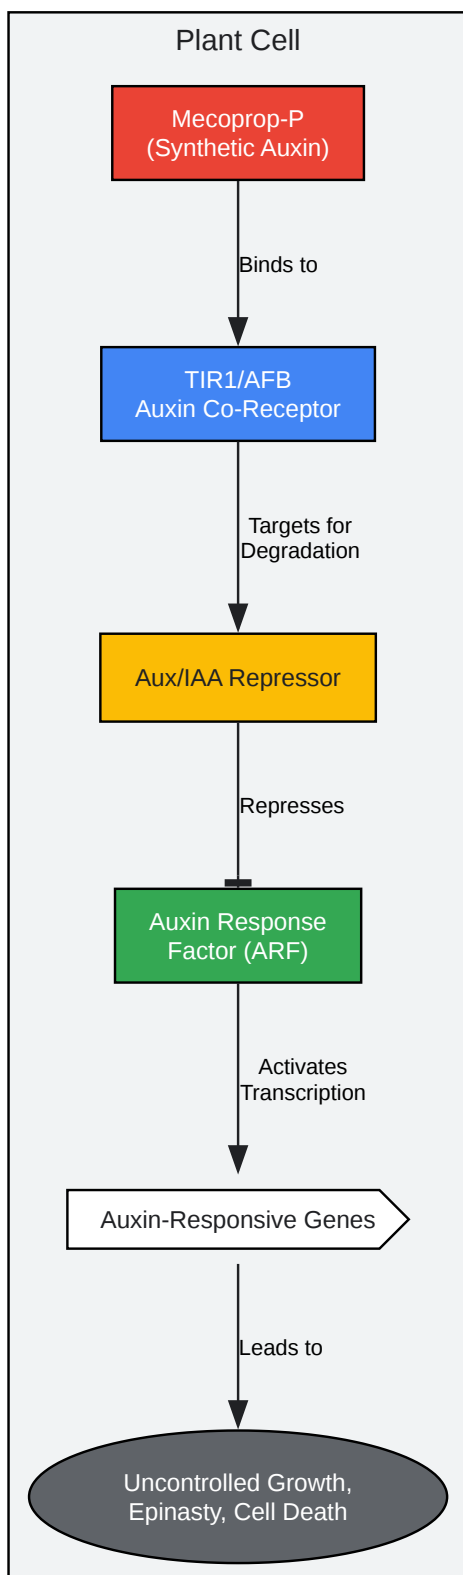 Plant Cell
Mecoprop-P
(Synthetic Auxin)
Binds to
TIR1/AFB
Auxin Co-Receptor
Targets for
Degradation
Aux/IAA Repressor
Represses
Auxin Response
Factor (ARF)
Activates
Transcription
Auxin-Responsive Genes
Leads to
Uncontrolled Growth,
Epinasty, Cell Death